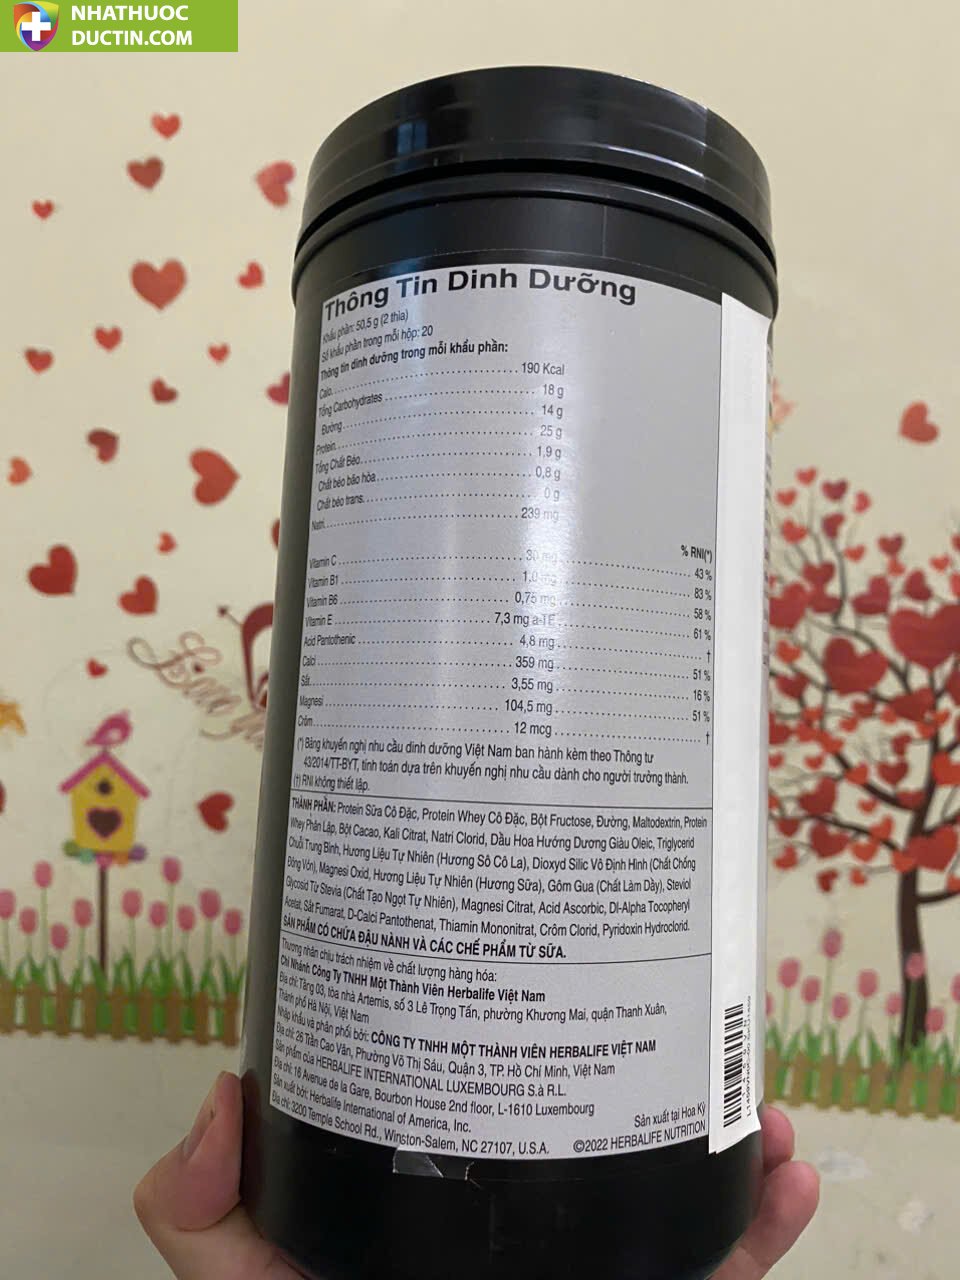 NHATHUOC
DUCTIN.COM
Thông Tin Dinh Dưỡng
Khẩu phần: 50,5 g (2 thìa)
Số khẩu phần trong mỗi hộp: 20
Thông tin dinh dưỡng trong mỗi khẩu phần:
Calo 190 Kcal
Tổng Carbohydrates 18 g
Đường 14 g
Protein 25 g
Tổng Chất Béo 1,9 g
Chất béo bão hòa 0,8 g
Chất béo trans 0 g
Natri 239 mg
% RNI(*)
Vitamin C 30 mg 43 %
Vitamin B1 1,0 mg 83 %
Vitamin B6 0,75 mg 58 %
Vitamin E 7,3 mg a-TE 61 %
Acid Pantothenic 4,8 mg †
Calci 359 mg 51 %
Sắt 3,55 mg 16 %
Magnesi 104,5 mg 51 %
Crôm 12 mcg †
(*) Bảng khuyến nghị nhu cầu dinh dưỡng Việt Nam ban hành kèm theo Thông tư
43/2014/TT-BYT, tính toán dựa trên khuyến nghị nhu cầu dành cho người trưởng thành.
(†) RNI không thiết lập.
THÀNH PHẦN: Protein Sữa Cô Đặc, Protein Whey Cô Đặc, Bột Fructose, Đường, Maltodextrin, Protein
Whey Phân Lập, Bột Cacao, Kali Citrat, Natri Clorid, Dầu Hoa Hướng Dương Giàu Oleic, Triglycerid
Chuỗi Trung Bình, Hương Liệu Tự Nhiên (Hương Sô Cô La), Dioxyd Silic Vô Định Hình (Chất Chống
Đông Vón), Magnesi Oxid, Hương Liệu Tự Nhiên (Hương Sữa), Gôm Gua (Chất Làm Dầy), Steviol
Glycosid Từ Stevia (Chất Tạo Ngọt Tự Nhiên), Magnesi Citrat, Acid Ascorbic, Dl-Alpha Tocopheryl
Acetat, Sắt Fumarat, D-Calci Pantothenat, Thiamin Mononitrat, Crôm Clorid, Pyridoxin Hydroclorid.
SẢN PHẨM CÓ CHỨA ĐẬU NÀNH VÀ CÁC CHẾ PHẨM TỪ SỮA.
Thương nhân chịu trách nhiệm về chất lượng hàng hóa:
Chi Nhánh Công Ty TNHH Một Thành Viên Herbalife Việt Nam
Địa chỉ: Tầng 03, tòa nhà Artemis, số 3 Lê Trọng Tấn, phường Khương Mai, quận Thanh Xuân,
Thành phố Hà Nội, Việt Nam
Nhập khẩu và phân phối bởi: CÔNG TY TNHH MỘT THÀNH VIÊN HERBALIFE VIỆT NAM
Địa chỉ: 26 Trần Cao Vân, Phường Võ Thị Sáu, Quận 3, TP. Hồ Chí Minh, Việt Nam
Sản phẩm của HERBALIFE INTERNATIONAL LUXEMBOURG S.à R.L.
Địa chỉ: 16 Avenue de la Gare, Bourbon House 2nd floor, L-1610 Luxembourg
Sản xuất bởi: Herbalife International of America, Inc.
Địa chỉ: 3200 Temple School Rd., Winston-Salem, NC 27107, U.S.A.
Sản xuất tại Hoa Kỳ
©2022 HERBALIFE NUTRITION
Love